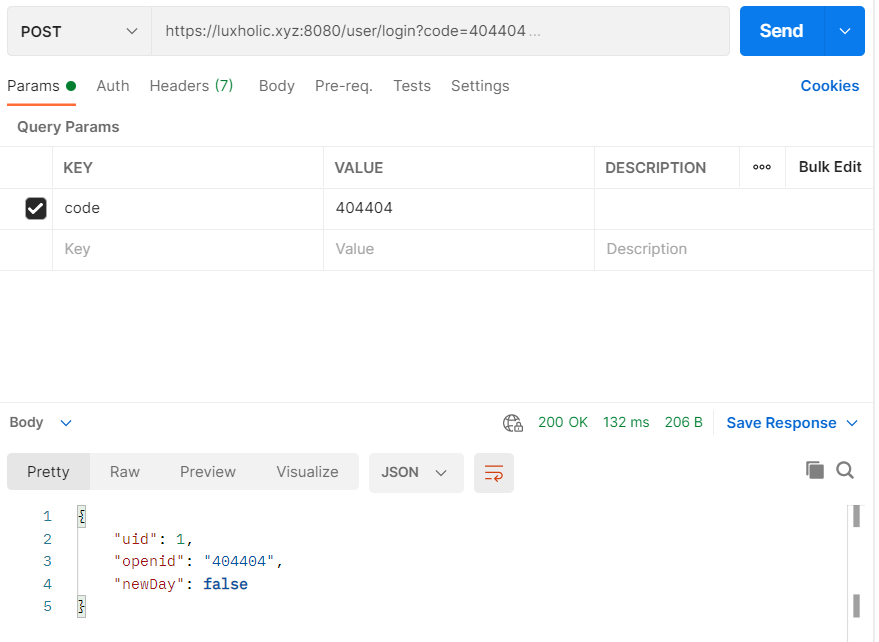 POST https://luxholic.xyz:8080/user/login?code=404404 ... Send
Params Auth Headers (7) Body Pre-req. Tests Settings Cookies
Query Params
KEY VALUE DESCRIPTION ooo Bulk Edit
code 404404
Key Value Description
Body 200 OK 132 ms 206 B Save Response
Pretty Raw Preview Visualize JSON
1 {
2 "uid": 1,
3 "openid": "404404",
4 "newDay": false
5 }